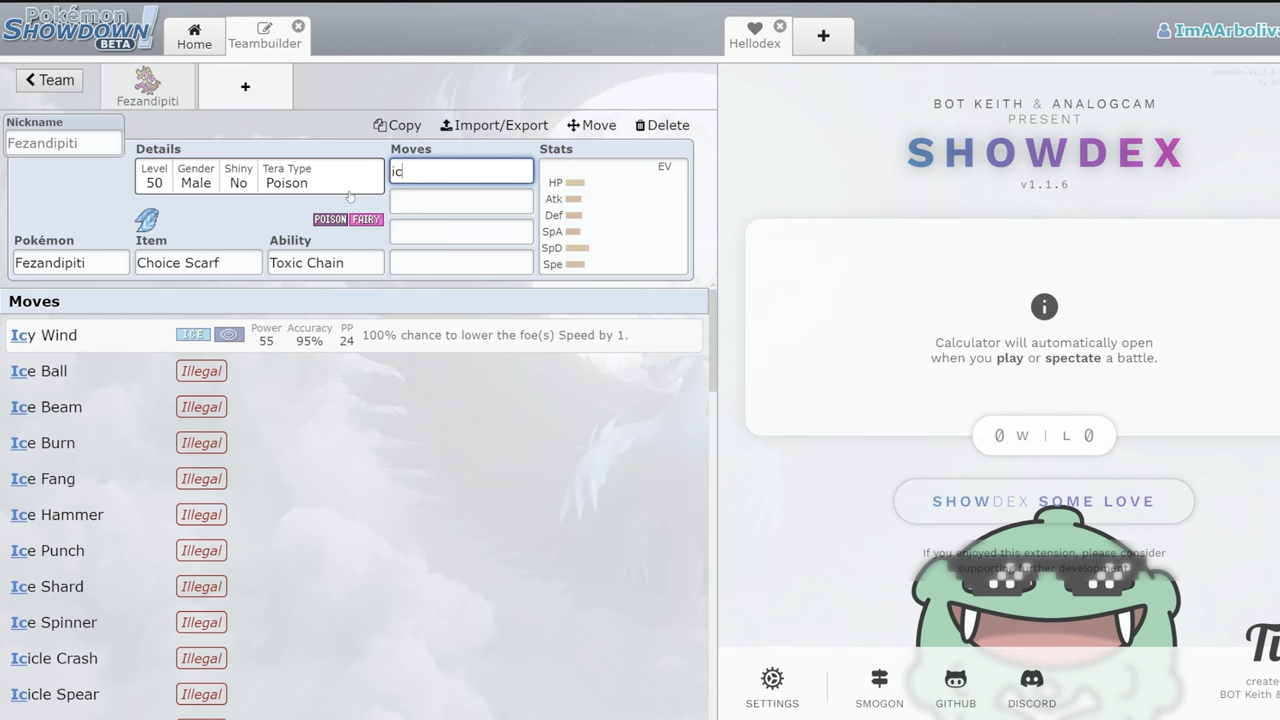 Pokémon
SHOWDOWN!
BETA
Home
Teambuilder
Hellodex
+
ImAArboliva
Team
Fezandipiti
+
Copy
Import/Export
Move
Delete
Nickname
Fezandipiti
Details
Level
50
Gender
Male
Shiny
No
Tera Type
Poison
POISON FAIRY
Pokémon
Fezandipiti
Item
Choice Scarf
Ability
Toxic Chain
Moves
ic
Stats
EV
HP
Atk
Def
SpA
SpD
Spe
Moves
Icy Wind ICE Power 55 Accuracy 95% PP 24 100% chance to lower the foe(s) Speed by 1.
Ice Ball Illegal
Ice Beam Illegal
Ice Burn Illegal
Ice Fang Illegal
Ice Hammer Illegal
Ice Punch Illegal
Ice Shard Illegal
Ice Spinner Illegal
Icicle Crash Illegal
Icicle Spear Illegal
BOT KEITH & ANALOGCAM
PRESENT
SHOWDEX
v1.1.6
Calculator will automatically open
when you play or spectate a battle.
0 W | L 0
SHOWDEX SOME LOVE
If you enjoyed this extension, please consider
supporting further development.
SETTINGS
SMOGON
GITHUB
DISCORD
create
BOT Keith &